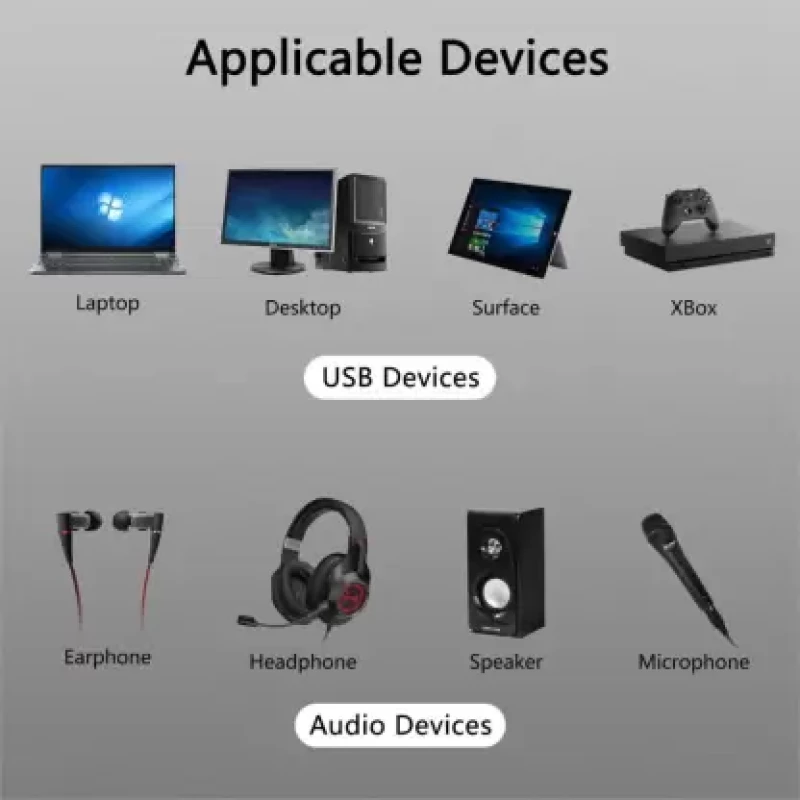 Applicable Devices
Laptop
Desktop
Surface
XBox
USB Devices
Earphone
Headphone
Speaker
Microphone
Audio Devices